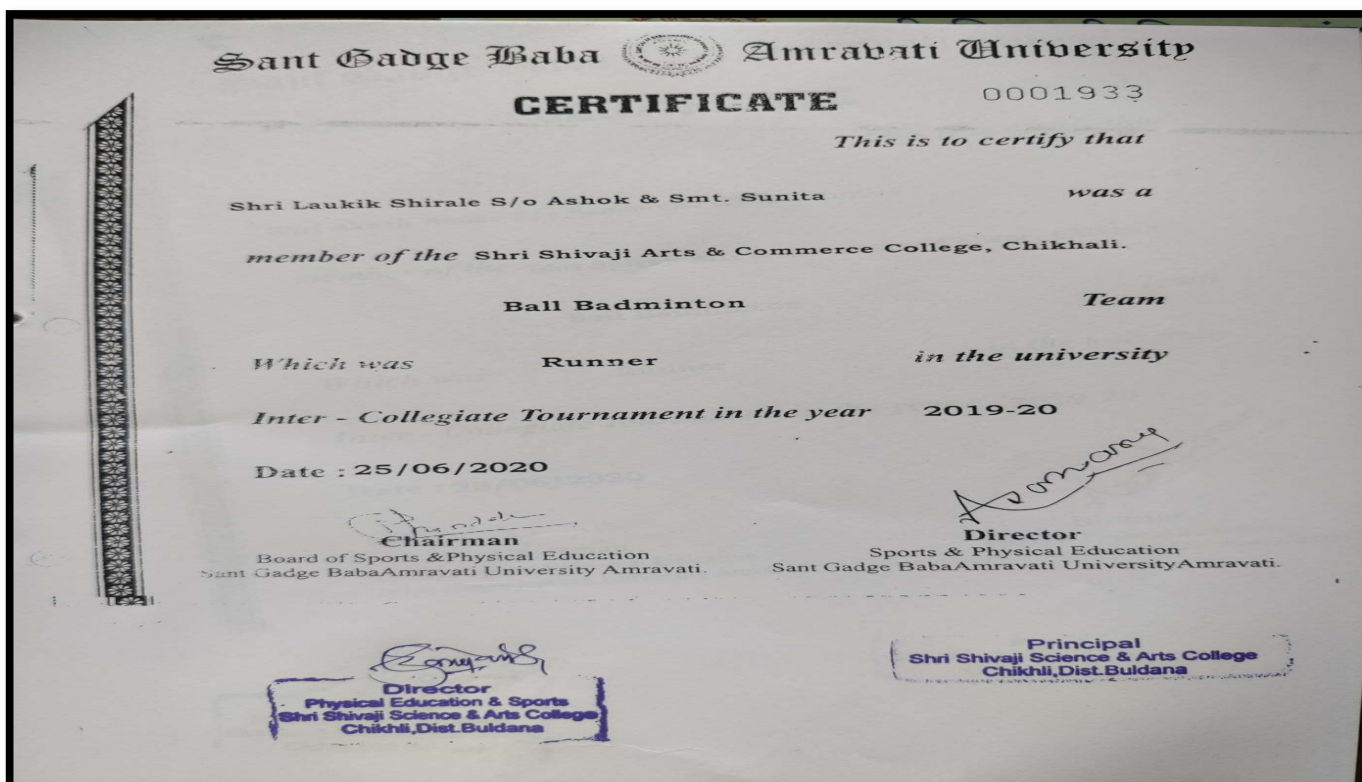 Sant Gadge Baba Amravati University
CERTIFICATE
0001933
This is to certify that
Shri Laukik Shirale S/o Ashok & Smt. Sunita was a
member of the Shri Shivaji Arts & Commerce College, Chikhali.
Ball Badminton Team
Which was Runner in the university
Inter - Collegiate Tournament in the year 2019-20
Date : 25/06/2020
Chairman
Board of Sports &Physical Education
Sant Gadge BabaAmravati University Amravati.
Director
Sports & Physical Education
Sant Gadge BabaAmravati UniversityAmravati.
Director
Physical Education & Sports
Shri Shivaji Science & Arts College
Chikhli,Dist.Buldana
Principal
Shri Shivaji Science & Arts College
Chikhli,Dist.Buldana